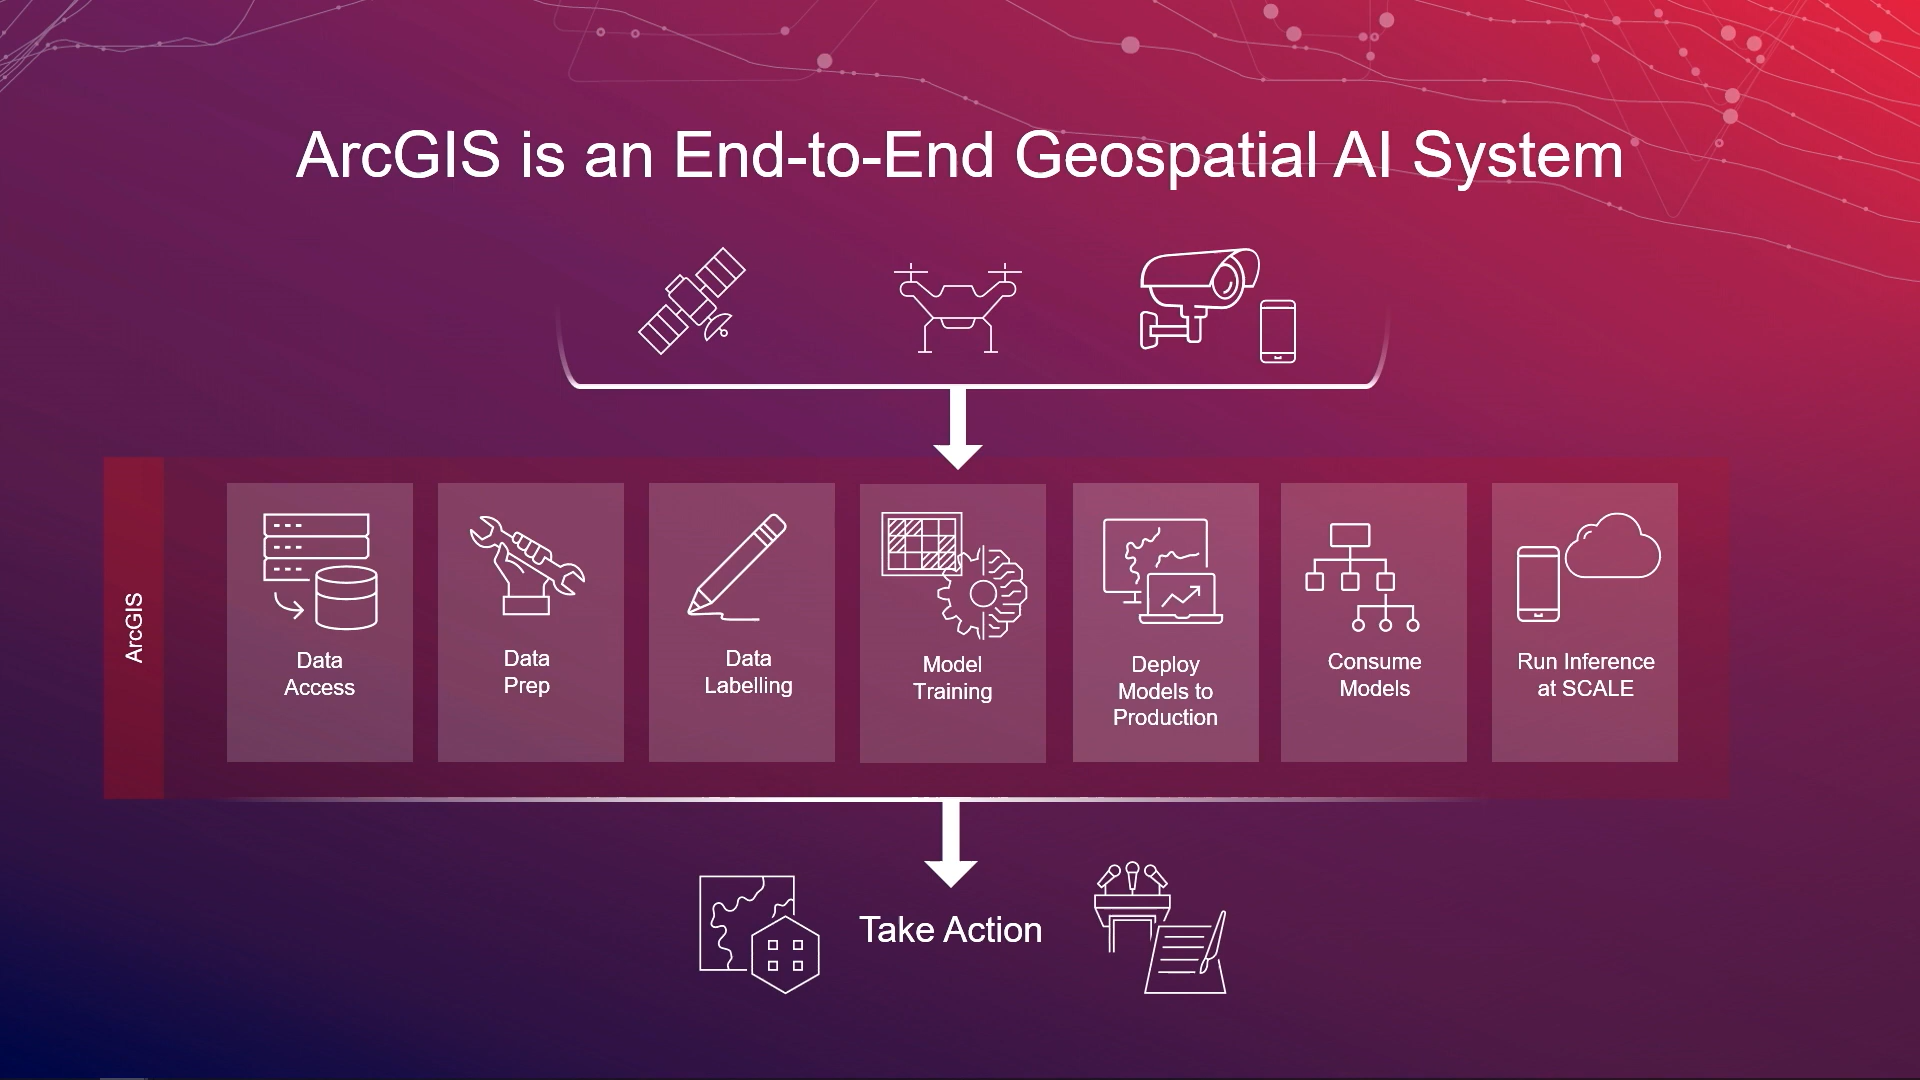 ArcGIS is an End-to-End Geospatial AI System
ArcGIS
Data
Access
Data
Prep
Data
Labelling
Model
Training
Deploy
Models to
Production
Consume
Models
Run Inference
at SCALE
Take Action